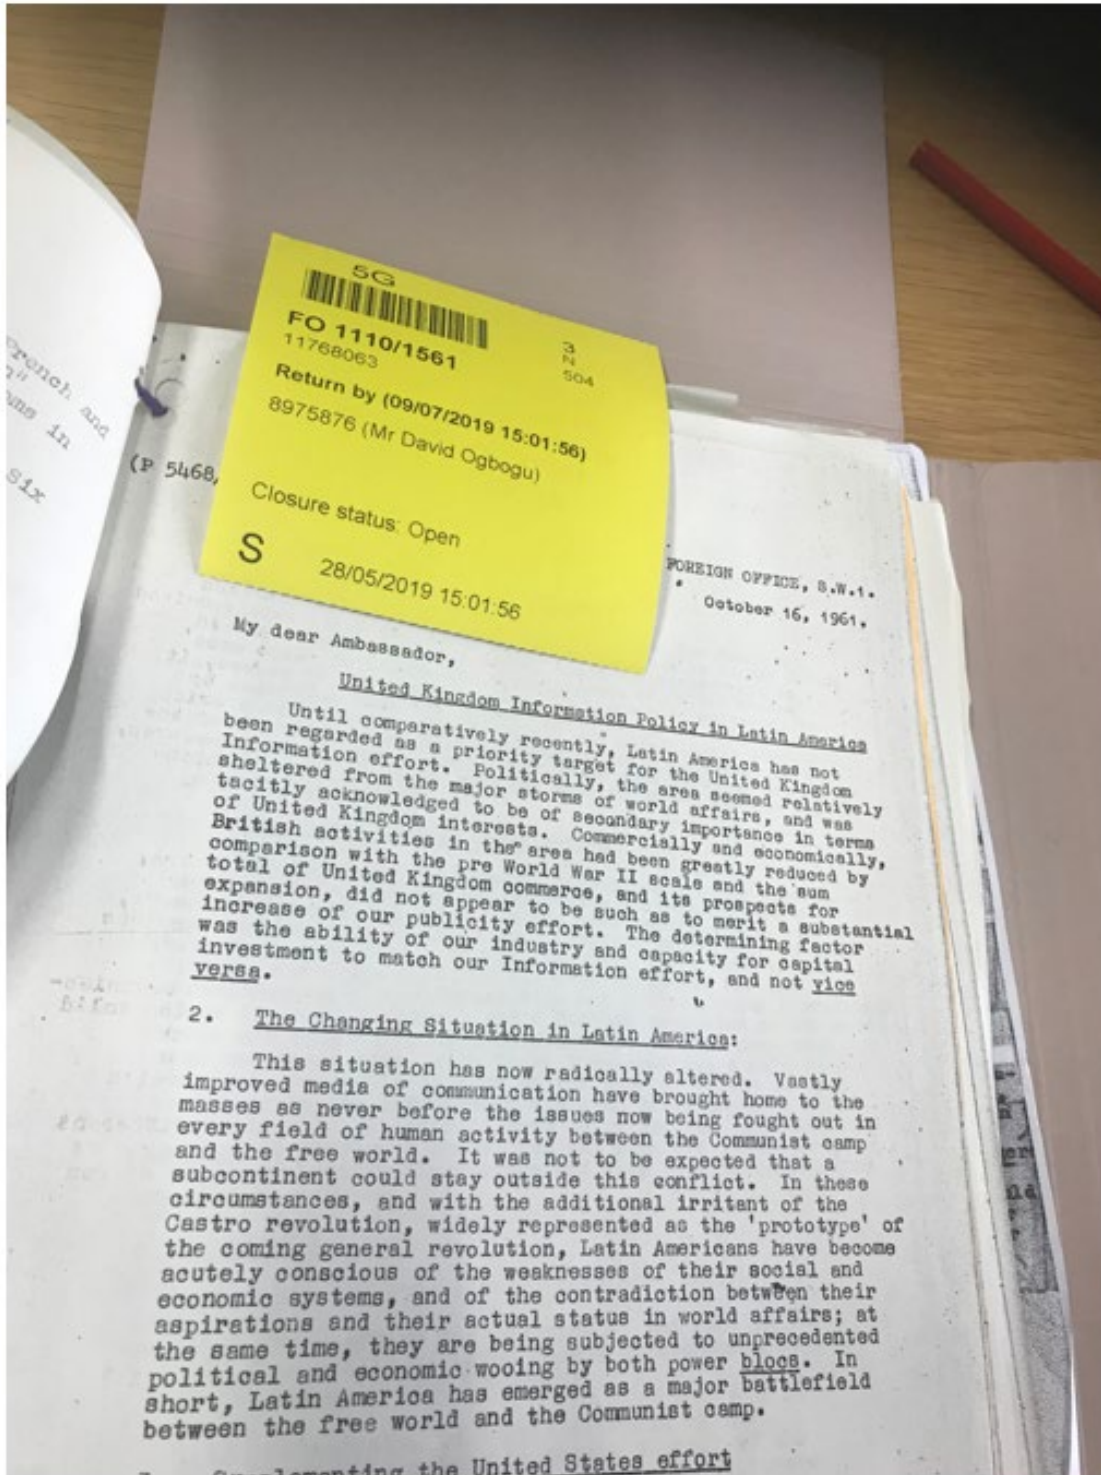 5G
FO 1110/1561
11768063
3
N
504
Return by (09/07/2019 15:01:56)
8975876 (Mr David Ogbogu)
Closure status: Open
S
28/05/2019 15:01:56
French and
in
Six
(P 5468,
FOREIGN OFFICE, S.W.1.
October 16, 1961.
My dear Ambassador,
United Kingdom Information Policy in Latin America
Until comparatively recently, Latin America has not
been regarded as a priority target for the United Kingdom
Information effort. Politically, the area seemed relatively
sheltered from the major storms of world affairs, and was
tacitly acknowledged to be of secondary importance in terms
of United Kingdom interests. Commercially and economically,
British activities in the area had been greatly reduced by
comparison with the pre World War II scale and the sum
total of United Kingdom commerce, and its prospects for
expansion, did not appear to be such as to merit a substantial
increase of our publicity effort. The determining factor
was the ability of our industry and capacity for capital
investment to match our Information effort, and not vice
versa.
2. The Changing Situation in Latin America:
This situation has now radically altered. Vastly
improved media of communication have brought home to the
masses as never before the issues now being fought out in
every field of human activity between the Communist camp
and the free world. It was not to be expected that a
subcontinent could stay outside this conflict. In these
circumstances, and with the additional irritant of the
Castro revolution, widely represented as the 'prototype' of
the coming general revolution, Latin Americans have become
acutely conscious of the weaknesses of their social and
economic systems, and of the contradiction between their
aspirations and their actual status in world affairs; at
the same time, they are being subjected to unprecedented
political and economic wooing by both power blocs. In
short, Latin America has emerged as a major battlefield
between the free world and the Communist camp.
Supplementing the United States effort